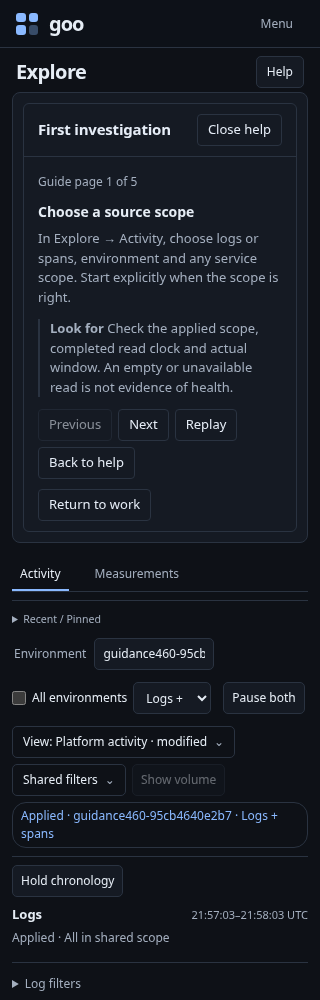 goo
Menu
Explore
Help
First investigation
Close help
Guide page 1 of 5
Choose a source scope
In Explore → Activity, choose logs or
spans, environment and any service
scope. Start explicitly when the scope is
right.
Look for Check the applied scope,
completed read clock and actual
window. An empty or unavailable
read is not evidence of health.
Previous
Next
Replay
Back to help
Return to work
Activity
Measurements
Recent / Pinned
Environment
guidance460-95cb
All environments
Logs +
Pause both
View: Platform activity · modified
Shared filters
Show volume
Applied · guidance460-95cb4640e2b7 · Logs +
spans
Hold chronology
Logs
21:57:03–21:58:03 UTC
Applied · All in shared scope
Log filters